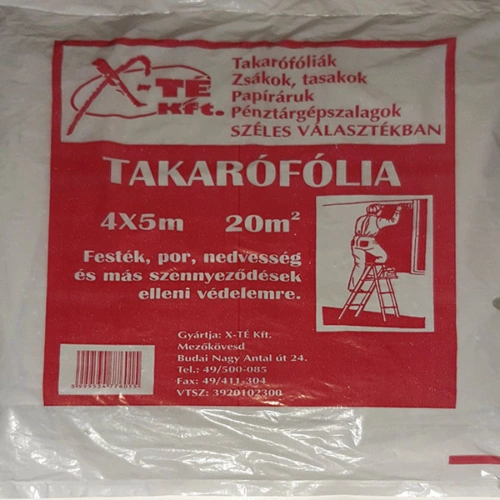 X-TÉ
Kft.
Takarófóliák
Zsákok, tasakok
Papíráruk
Pénztárgépszalagok
SZÉLES VÁLASZTÉKBAN
TAKARÓFÓLIA
4X5m 20m²
Festék, por, nedvesség
és más szennyeződések
elleni védelemre.
Gyártja: X-TÉ Kft.
Mezőkövesd
Budai Nagy Antal út 24.
Tel.: 49/500-085
Fax: 49/411-304
VTSZ: 3920102300